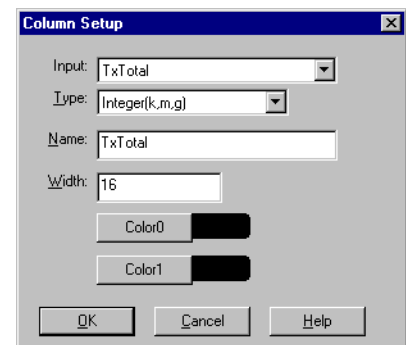 Column Setup
Input: TxTotal
Type: Integer(k,m,g)
Name: TxTotal
Width: 16
Color0
Color1
OK Cancel Help